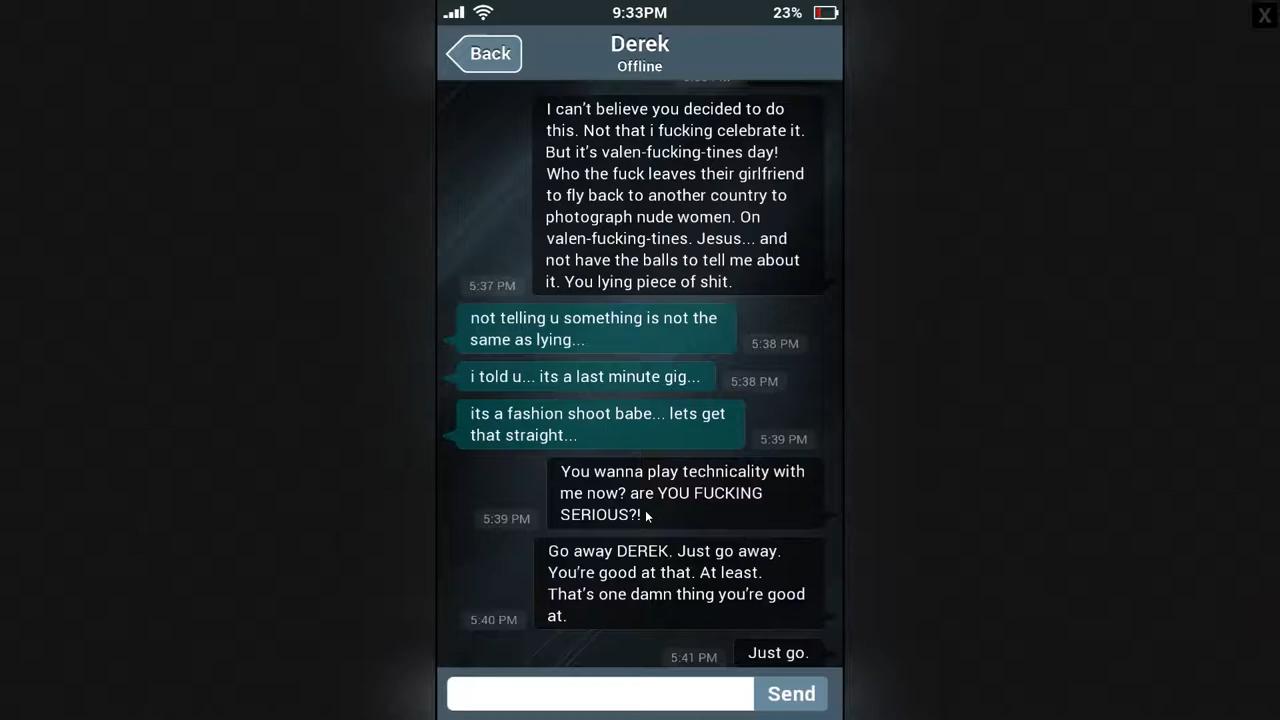 9:33PM
23%
X
Back
Derek
Offline
I can't believe you decided to do
this. Not that i fucking celebrate it.
But it's valen-fucking-tines day!
Who the fuck leaves their girlfriend
to fly back to another country to
photograph nude women. On
valen-fucking-tines. Jesus... and
not have the balls to tell me about
it. You lying piece of shit.
5:37 PM
not telling u something is not the
same as lying...
5:38 PM
i told u... its a last minute gig...
5:38 PM
its a fashion shoot babe... lets get
that straight...
5:39 PM
You wanna play technicality with
me now? are YOU FUCKING
SERIOUS?!
5:39 PM
Go away DEREK. Just go away.
You're good at that. At least.
That's one damn thing you're good
at.
5:40 PM
Just go.
5:41 PM
Send